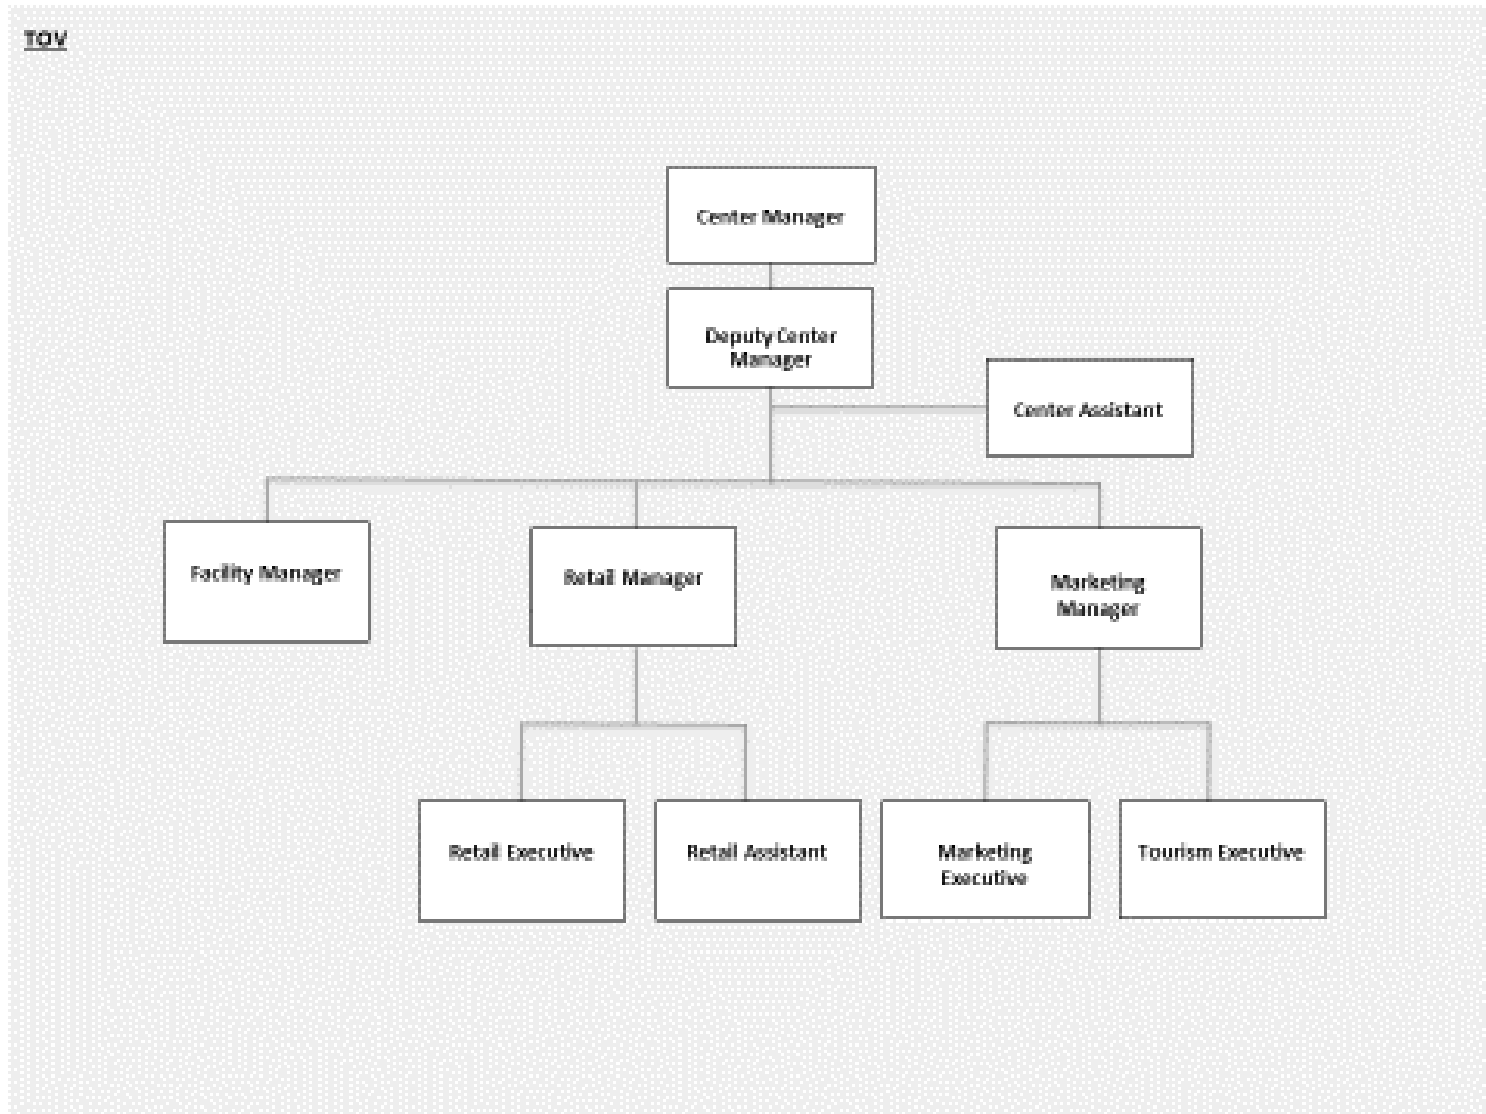 TOV
Center Manager
Deputy Center
Manager
Center Assistant
Facility Manager
Retail Manager
Marketing
Manager
Retail Executive
Retail Assistant
Marketing
Executive
Tourism Executive